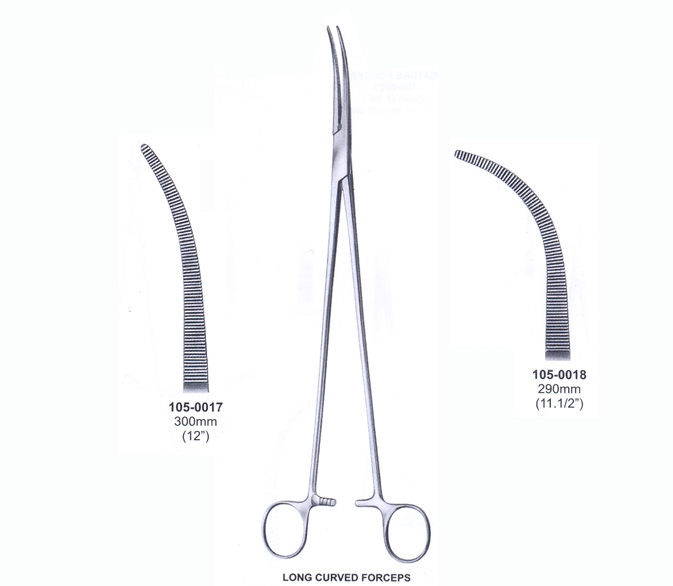 105-0017
300mm
(12”)
105-0018
290mm
(11.1/2”)
LONG CURVED FORCEPS